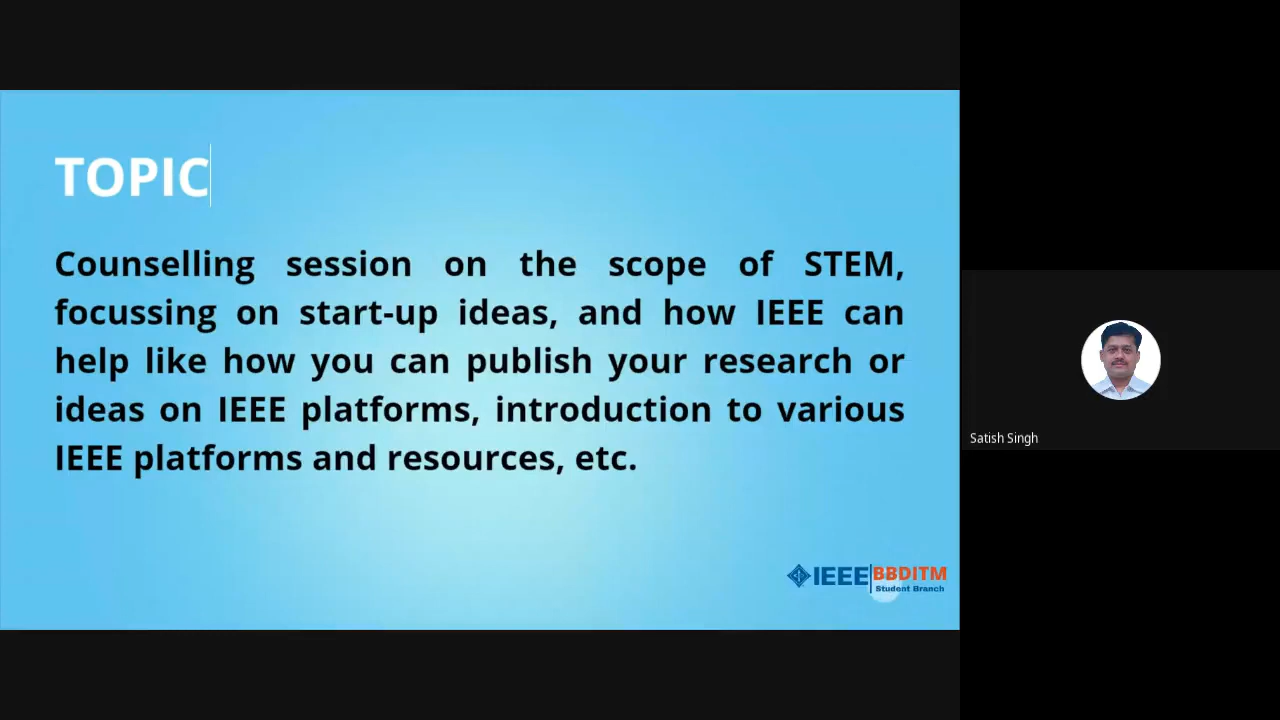 TOPIC
Counselling session on the scope of STEM,
focussing on start-up ideas, and how IEEE can
help like how you can publish your research or
ideas on IEEE platforms, introduction to various
IEEE platforms and resources, etc.
IEEE BBDITM
Student Branch
Satish Singh